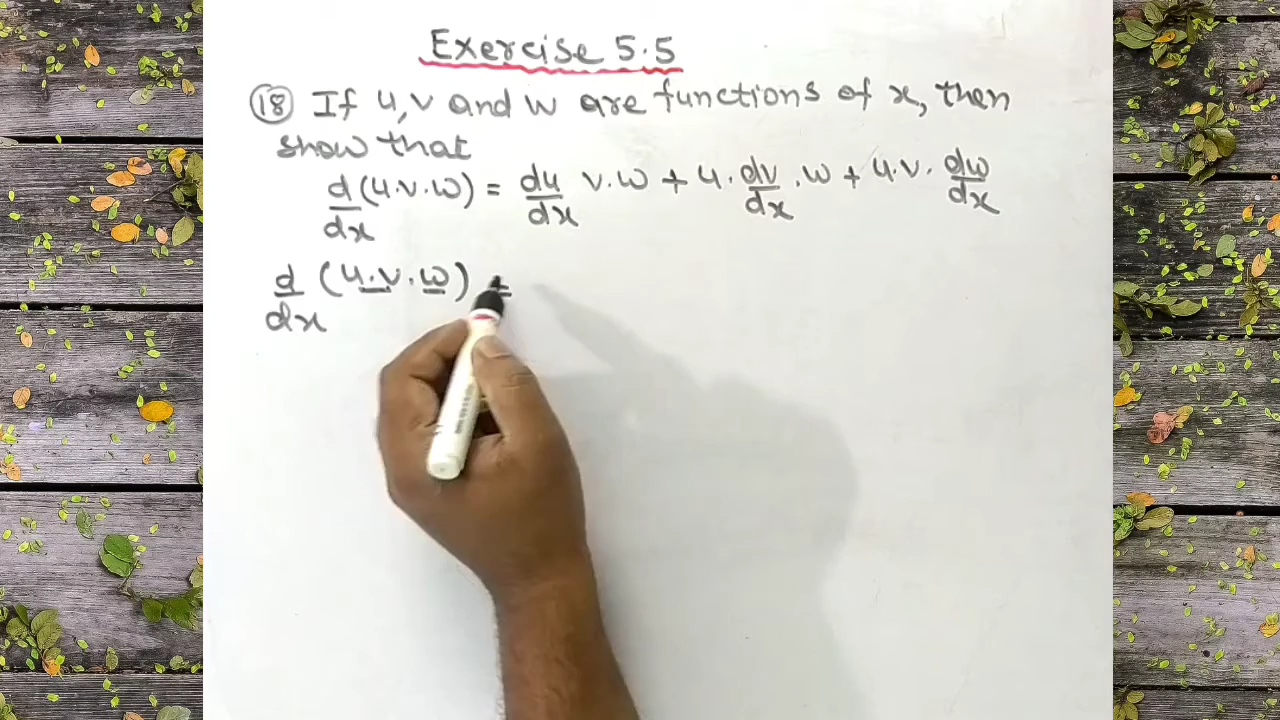 Exercise 5.5
(18) If u, v and w are functions of x, then
show that
d/dx (u.v.w) = du/dx v.w + u. dv/dx .w + u.v. dw/dx
d/dx (u.v.w) =